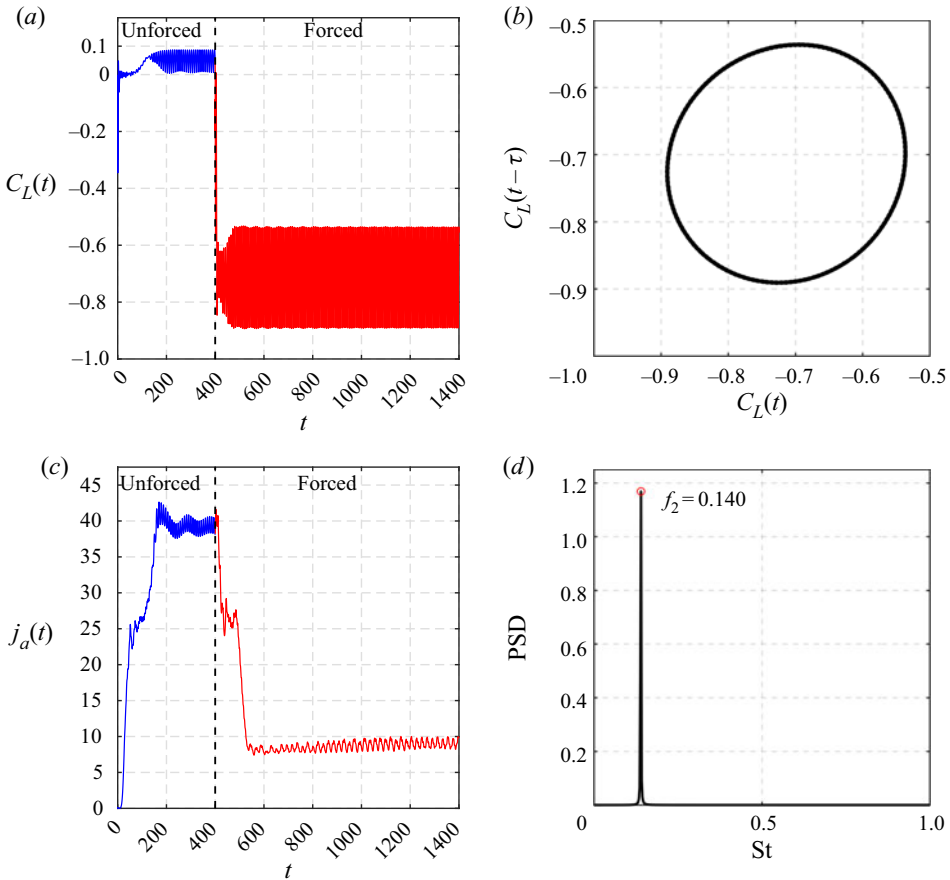 (a)
Unforced Forced
0.1
0
–0.2
–0.4
–0.6
–0.8
–1.0
C_L(t)
0 200 400 600 800 1000 1200 1400
t
(b)
–0.5
–0.6
–0.7
–0.8
–0.9
C_L(t – τ)
–1.0 –0.9 –0.8 –0.7 –0.6 –0.5
C_L(t)
(c)
Unforced Forced
45
40
35
30
25
20
15
10
5
0
j_a(t)
0 200 400 600 800 1000 1200 1400
t
(d)
1.2
1.0
0.8
0.6
0.4
0.2
PSD
f_2 = 0.140
0 0.5 1.0
St